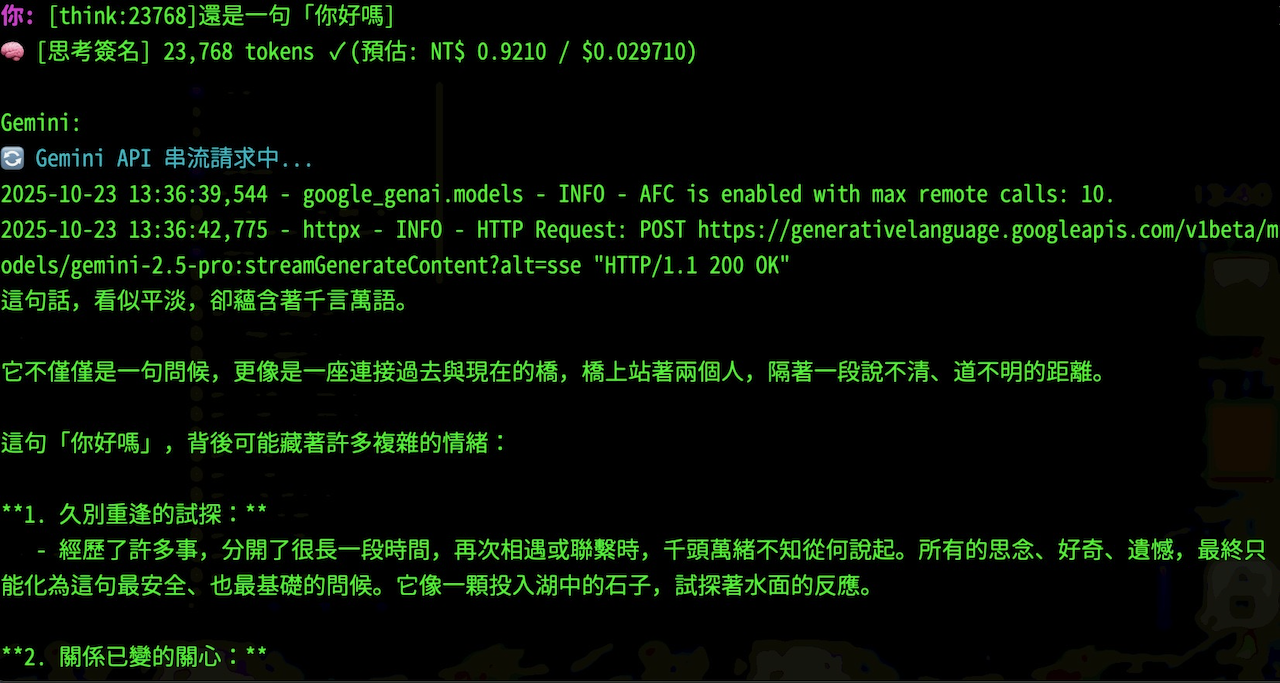 你: [think:23768]還是一句「你好嗎]
🧠 [思考簽名] 23,768 tokens ✓(預估: NT$ 0.9210 / $0.029710)
Gemini:
🔄 Gemini API 串流請求中...
2025-10-23 13:36:39,544 - google_genai.models - INFO - AFC is enabled with max remote calls: 10.
2025-10-23 13:36:42,775 - httpx - INFO - HTTP Request: POST https://generativelanguage.googleapis.com/v1beta/m
odels/gemini-2.5-pro:streamGenerateContent?alt=sse "HTTP/1.1 200 OK"
這句話，看似平淡，卻蘊含著千言萬語。
它不僅僅是一句問候，更像是一座連接過去與現在的橋，橋上站著兩個人，隔著一段說不清、道不明的距離。
這句「你好嗎」，背後可能藏著許多複雜的情緒：
**1. 久別重逢的試探：**
- 經歷了許多事，分開了很長一段時間，再次相遇或聯繫時，千頭萬緒不知從何說起。所有的思念、好奇、遺憾，最終只
能化為這句最安全、也最基礎的問候。它像一顆投入湖中的石子，試探著水面的反應。
**2. 關係已變的關心：**